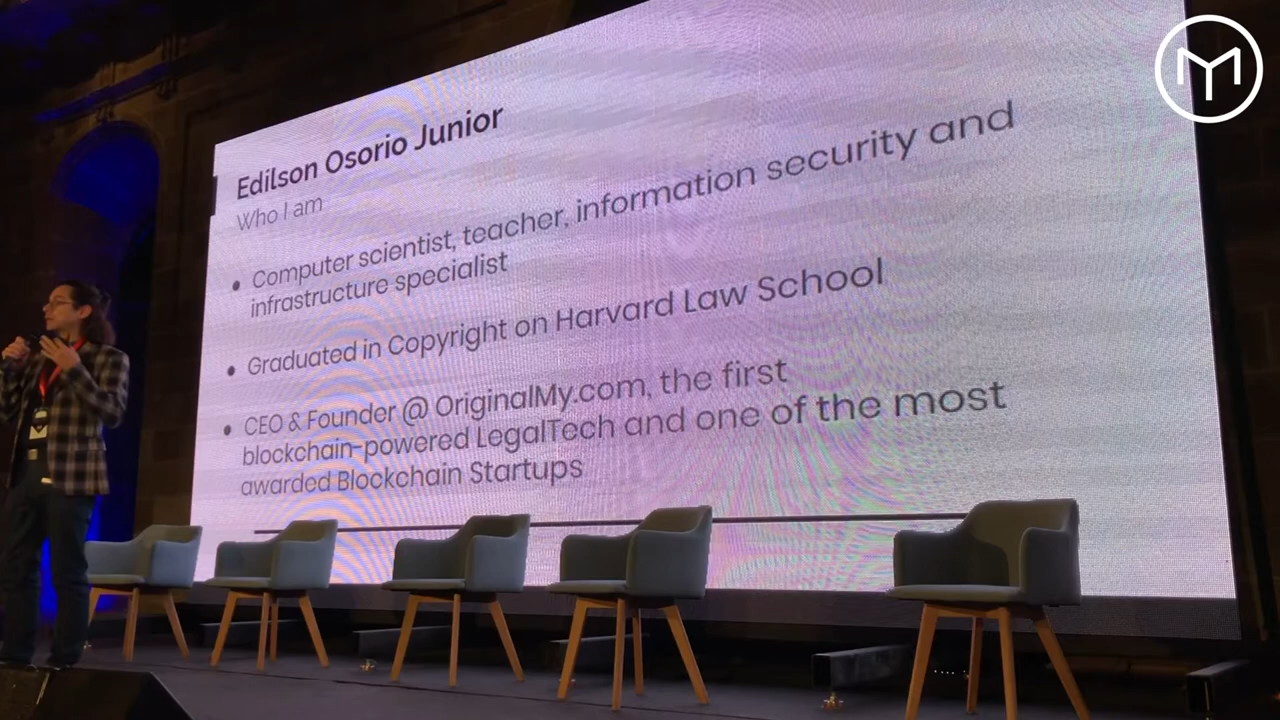 Edilson Osorio Junior
Who I am
• Computer scientist, teacher, information security and
infrastructure specialist
• Graduated in Copyright on Harvard Law School
• CEO & Founder @ OriginalMy.com, the first
blockchain-powered LegalTech and one of the most
awarded Blockchain Startups